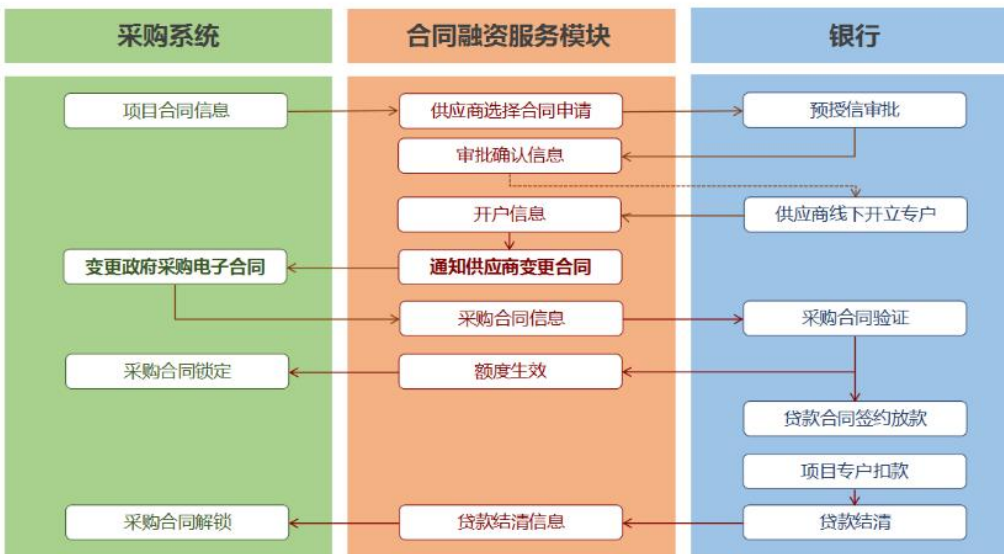 采购系统
合同融资服务模块
银行
项目合同信息
供应商选择合同申请
预授信审批
审批确认信息
开户信息
供应商线下开立专户
变更政府采购电子合同
通知供应商变更合同
采购合同信息
采购合同验证
采购合同锁定
额度生效
贷款合同签约放款
项目专户扣款
采购合同解锁
贷款结清信息
贷款结清